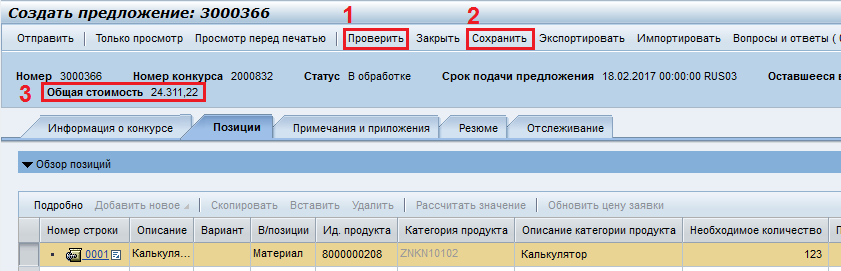 Создать предложение: 3000366
1 2
Отправить Только просмотр Просмотр перед печатью Проверить Закрыть Сохранить Экспортировать Импортировать Вопросы и ответы (
Номер 3000366 Номер конкурса 2000832 Статус В обработке Срок подачи предложения 18.02.2017 00:00:00 RUS03 Оставшееся в
3 Общая стоимость 24.311,22
Информация о конкурсе Позиции Примечания и приложения Резюме Отслеживание
Обзор позиций
Подробно Добавить новое Скопировать Вставить Удалить Рассчитать значение Обновить цену заявки
Номер строки Описание Вариант В/позиции Ид. продукта Категория продукта Описание категории продукта Необходимое количество
0001 Калькуля... Материал 8000000208 ZNKN10102 Калькулятор 123